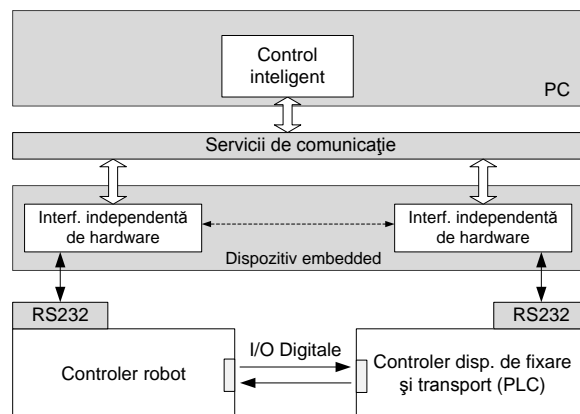 Control
inteligent
PC
Servicii de comunicaţie
Interf. independentă
de hardware
Interf. independentă
de hardware
Dispozitiv embedded
RS232
RS232
I/O Digitale
Controler robot
Controler disp. de fixare
şi transport (PLC)